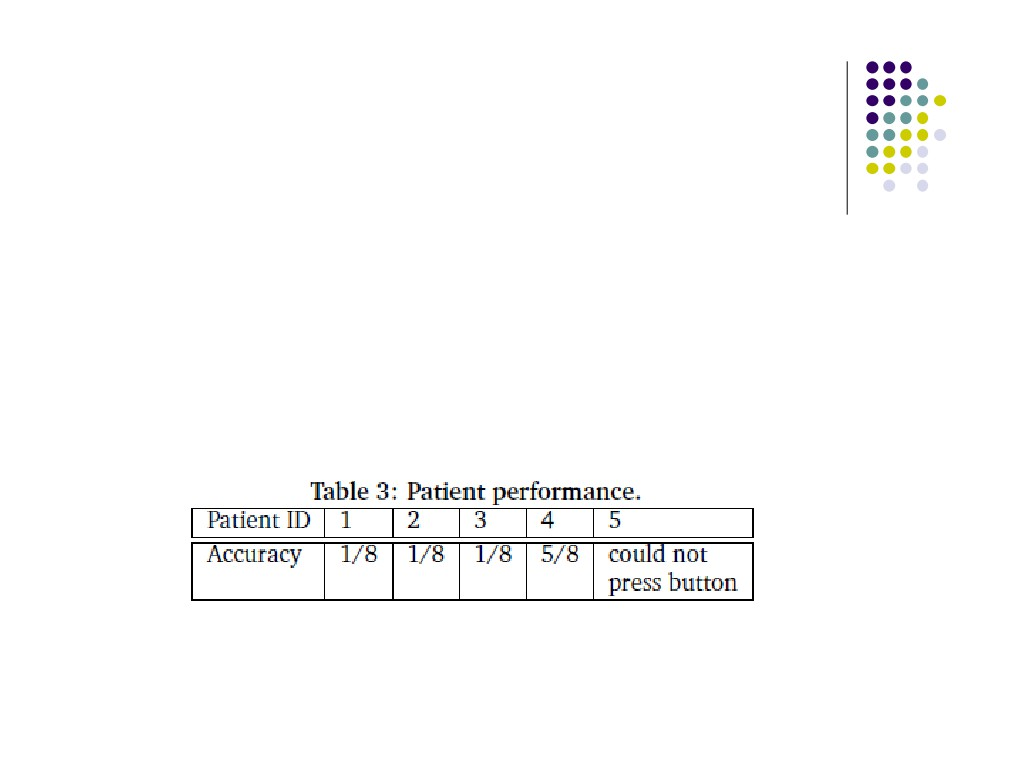 Table 3: Patient performance.
Patient ID 1 2 3 4 5
Accuracy 1/8 1/8 1/8 5/8 could not
press button